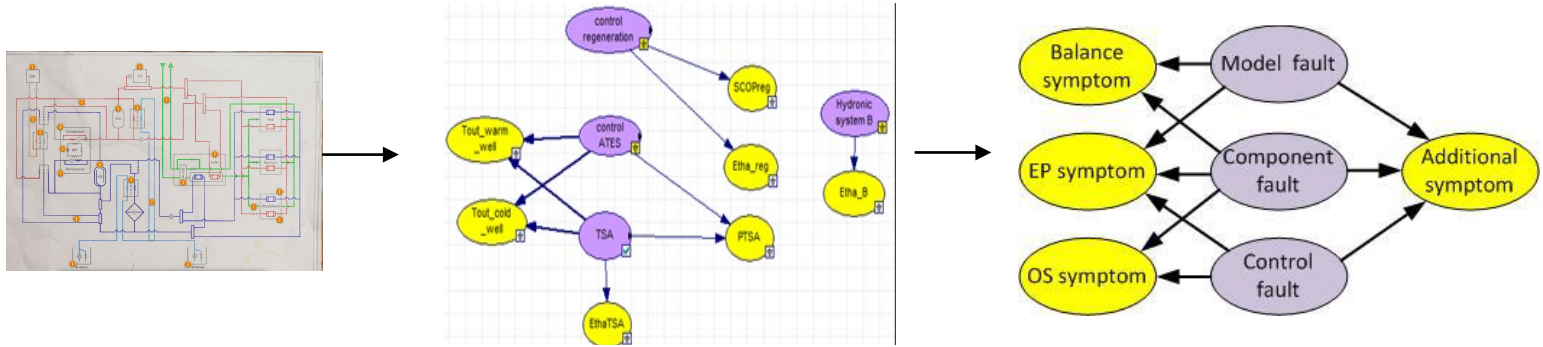 control
regeneration
SCOPreg
Hydronic
system B
Tout_warm
_well
control
ATES
Etha_reg
Etha_B
Tout_cold
_well
TSA
PTSA
EthaTSA
Balance
symptom
Model fault
EP symptom
Component
fault
Additional
symptom
OS symptom
Control
fault